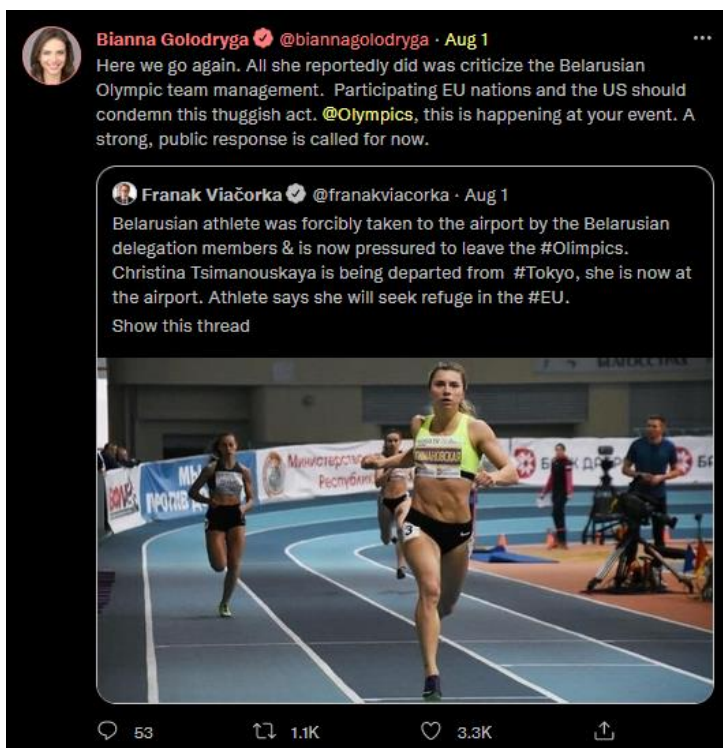 Bianna Golodryga @biannagolodryga · Aug 1
Here we go again. All she reportedly did was criticize the Belarusian
Olympic team management.  Participating EU nations and the US should
condemn this thuggish act. @Olympics, this is happening at your event. A
strong, public response is called for now.
Franak Viačorka @franakviacorka · Aug 1
Belarusian athlete was forcibly taken to the airport by the Belarusian
delegation members & is now pressured to leave the #Olimpics.
Christina Tsimanouskaya is being departed from  #Tokyo, she is now at
the airport. Athlete says she will seek refuge in the #EU.
Show this thread
МЫ
ПРОТИВ
Министерство
Республи
3
53
1.1K
3.3K